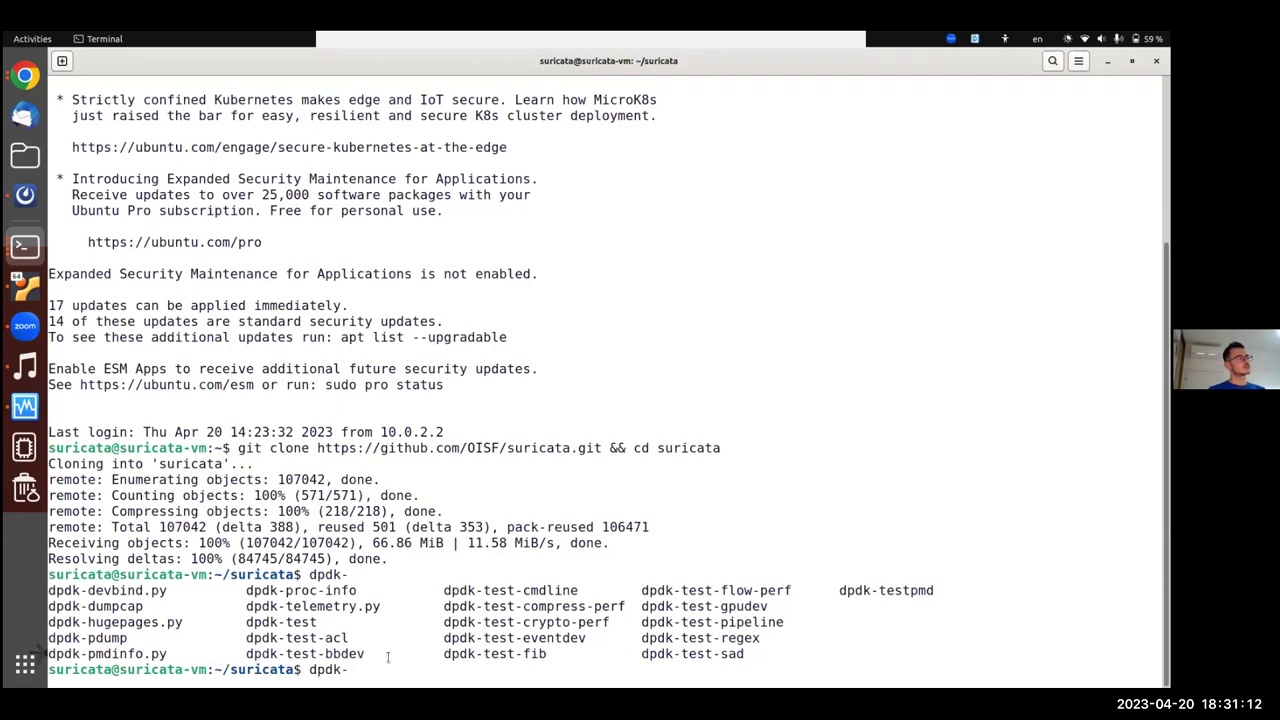 Activities
Terminal
en
59 %
suricata@suricata-vm: ~/suricata
* Strictly confined Kubernetes makes edge and IoT secure. Learn how MicroK8s
just raised the bar for easy, resilient and secure K8s cluster deployment.
https://ubuntu.com/engage/secure-kubernetes-at-the-edge
* Introducing Expanded Security Maintenance for Applications.
Receive updates to over 25,000 software packages with your
Ubuntu Pro subscription. Free for personal use.
https://ubuntu.com/pro
Expanded Security Maintenance for Applications is not enabled.
17 updates can be applied immediately.
14 of these updates are standard security updates.
To see these additional updates run: apt list --upgradable
Enable ESM Apps to receive additional future security updates.
See https://ubuntu.com/esm or run: sudo pro status
Last login: Thu Apr 20 14:23:32 2023 from 10.0.2.2
suricata@suricata-vm:~$ git clone https://github.com/OISF/suricata.git && cd suricata
Cloning into 'suricata'...
remote: Enumerating objects: 107042, done.
remote: Counting objects: 100% (571/571), done.
remote: Compressing objects: 100% (218/218), done.
remote: Total 107042 (delta 388), reused 501 (delta 353), pack-reused 106471
Receiving objects: 100% (107042/107042), 66.86 MiB | 11.58 MiB/s, done.
Resolving deltas: 100% (84745/84745), done.
suricata@suricata-vm:~/suricata$ dpdk-
dpdk-devbind.py dpdk-proc-info dpdk-test-cmdline dpdk-test-flow-perf dpdk-testpmd
dpdk-dumpcap dpdk-telemetry.py dpdk-test-compress-perf dpdk-test-gpudev
dpdk-hugepages.py dpdk-test dpdk-test-crypto-perf dpdk-test-pipeline
dpdk-pdump dpdk-test-acl dpdk-test-eventdev dpdk-test-regex
dpdk-pmdinfo.py dpdk-test-bbdev dpdk-test-fib dpdk-test-sad
suricata@suricata-vm:~/suricata$ dpdk-
64
zoom
2023-04-20 18:31:12